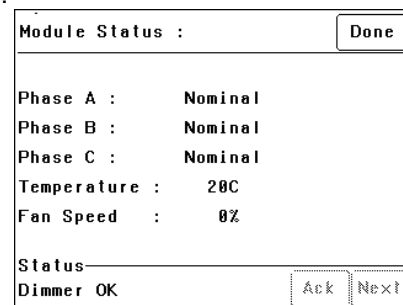 Module Status : Done
Phase A : Nominal
Phase B : Nominal
Phase C : Nominal
Temperature : 20C
Fan Speed : 0%
Status
Dimmer OK Ack Next